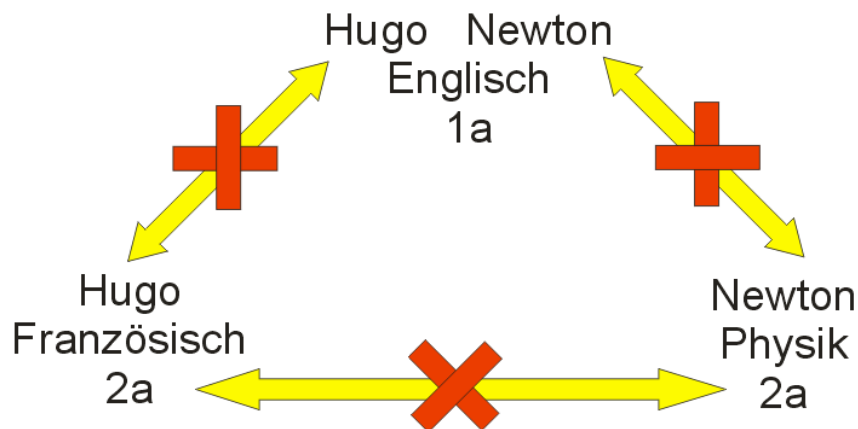 Hugo Newton
Englisch
1a
Hugo
Französisch
2a
Newton
Physik
2a